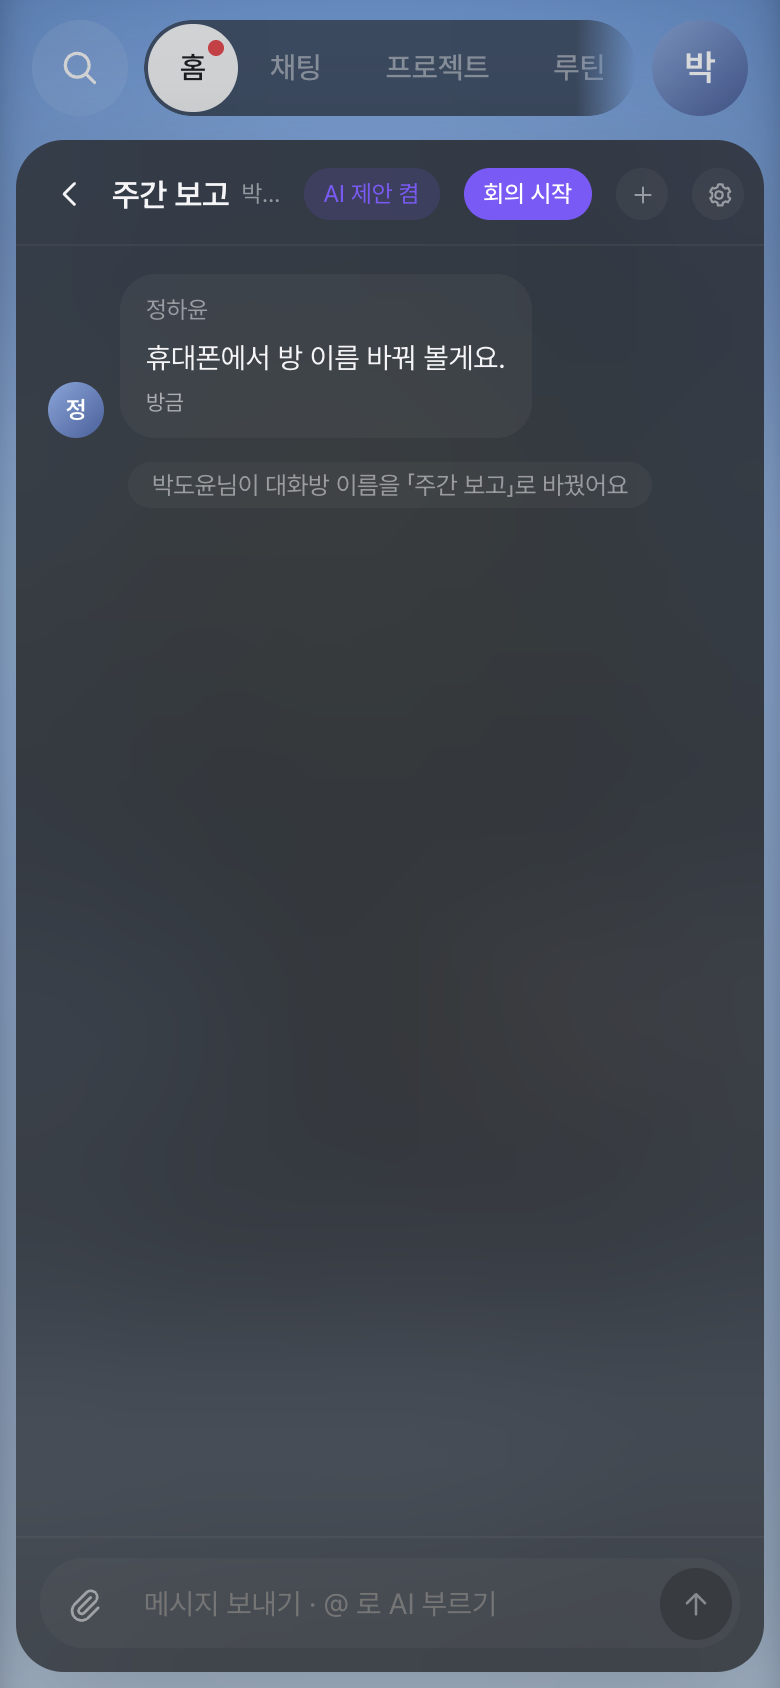 홈
채팅
프로젝트
루틴
박
주간 보고 박...
AI 제안 켬
회의 시작
정하윤
휴대폰에서 방 이름 바꿔 볼게요.
방금
정
박도윤님이 대화방 이름을 「주간 보고」로 바꿨어요
메시지 보내기 · @ 로 AI 부르기